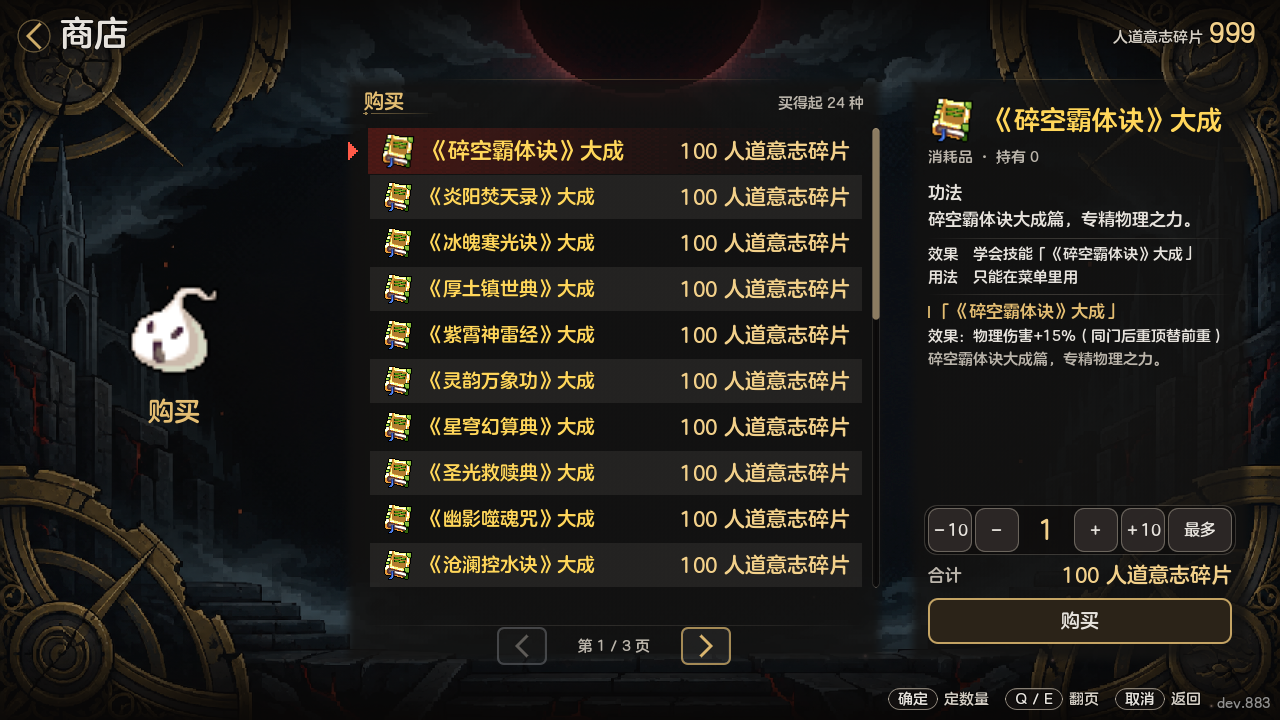 商店
人道意志碎片 999
购买
买得起 24 种
《碎空霸体诀》大成 100 人道意志碎片
《炎阳焚天录》大成 100 人道意志碎片
《冰魄寒光诀》大成 100 人道意志碎片
《厚土镇世典》大成 100 人道意志碎片
《紫霄神雷经》大成 100 人道意志碎片
《灵韵万象功》大成 100 人道意志碎片
《星穹幻算典》大成 100 人道意志碎片
《圣光救赎典》大成 100 人道意志碎片
《幽影噬魂咒》大成 100 人道意志碎片
《沧澜控水诀》大成 100 人道意志碎片
第 1 / 3 页
购买
《碎空霸体诀》大成
消耗品 · 持有 0
功法
碎空霸体诀大成篇，专精物理之力。
效果 学会技能「《碎空霸体诀》大成」
用法 只能在菜单里用
「《碎空霸体诀》大成」
效果：物理伤害+15%（同门后重顶替前重）
碎空霸体诀大成篇，专精物理之力。
-10 - 1 + +10 最多
合计 100 人道意志碎片
购买
确定 定数量 Q / E 翻页 取消 返回
dev.883